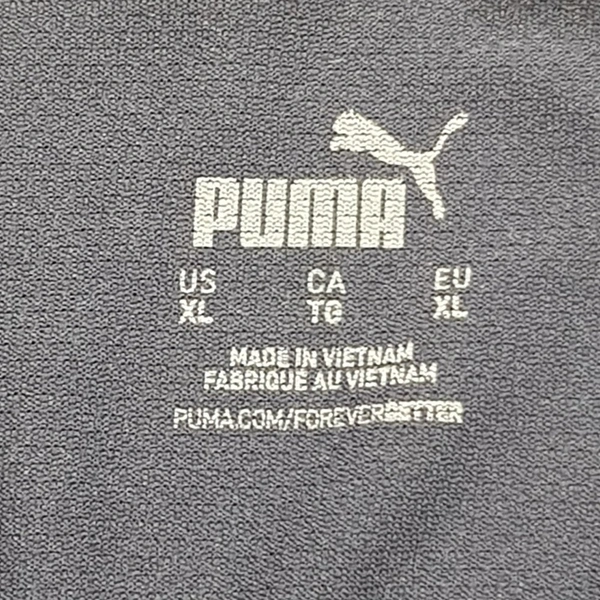 PUMA
US CA EU
XL TG XL
MADE IN VIETNAM
FABRIQUE AU VIETNAM
PUMA.COM/FOREVERBETTER